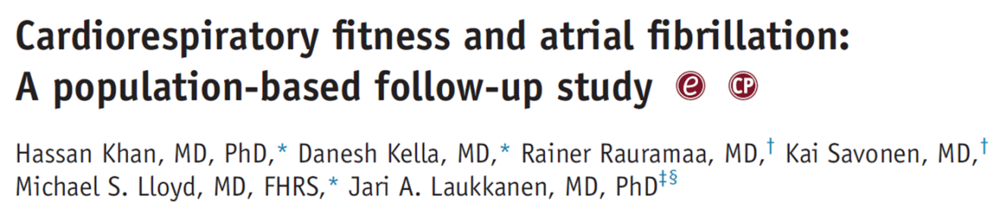 Cardiorespiratory fitness and atrial fibrillation:
A population-based follow-up study e CP
Hassan Khan, MD, PhD,* Danesh Kella, MD,* Rainer Rauramaa, MD,† Kai Savonen, MD,†
Michael S. Lloyd, MD, FHRS,* Jari A. Laukkanen, MD, PhD‡§